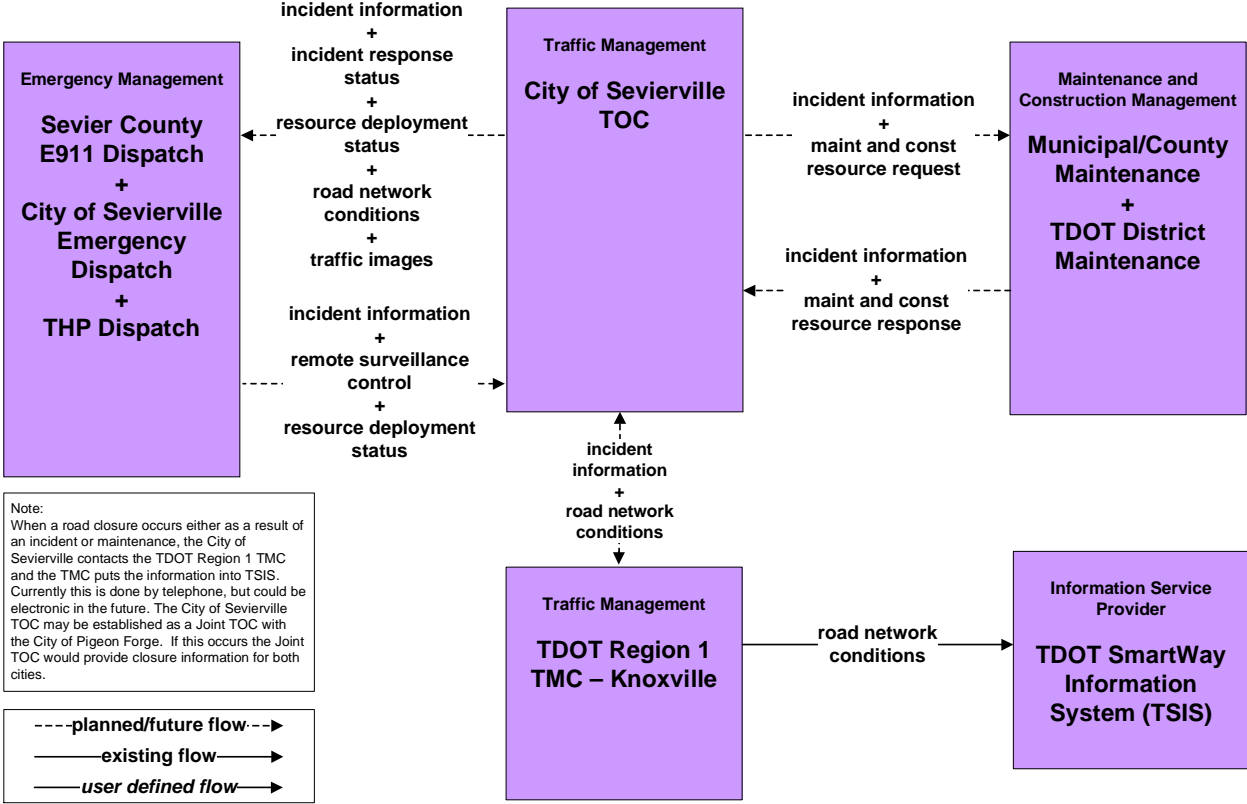 Emergency Management
Sevier County
E911 Dispatch
+
City of Sevierville
Emergency
Dispatch
+
THP Dispatch
incident information
+
incident response
status
+
resource deployment
status
+
road network
conditions
+
traffic images
incident information
+
remote surveillance
control
+
resource deployment
status
Traffic Management
City of Sevierville
TOC
incident information
+
maint and const
resource request
incident information
+
maint and const
resource response
Maintenance and
Construction Management
Municipal/County
Maintenance
+
TDOT District
Maintenance
incident
information
+
road network
conditions
Note:
When a road closure occurs either as a result of
an incident or maintenance, the City of
Sevierville contacts the TDOT Region 1 TMC
and the TMC puts the information into TSIS.
Currently this is done by telephone, but could be
electronic in the future. The City of Sevierville
TOC may be established as a Joint TOC with
the City of Pigeon Forge.  If this occurs the Joint
TOC would provide closure information for both
cities.
Traffic Management
TDOT Region 1
TMC – Knoxville
road network
conditions
Information Service
Provider
TDOT SmartWay
Information
System (TSIS)
planned/future flow
existing flow
user defined flow